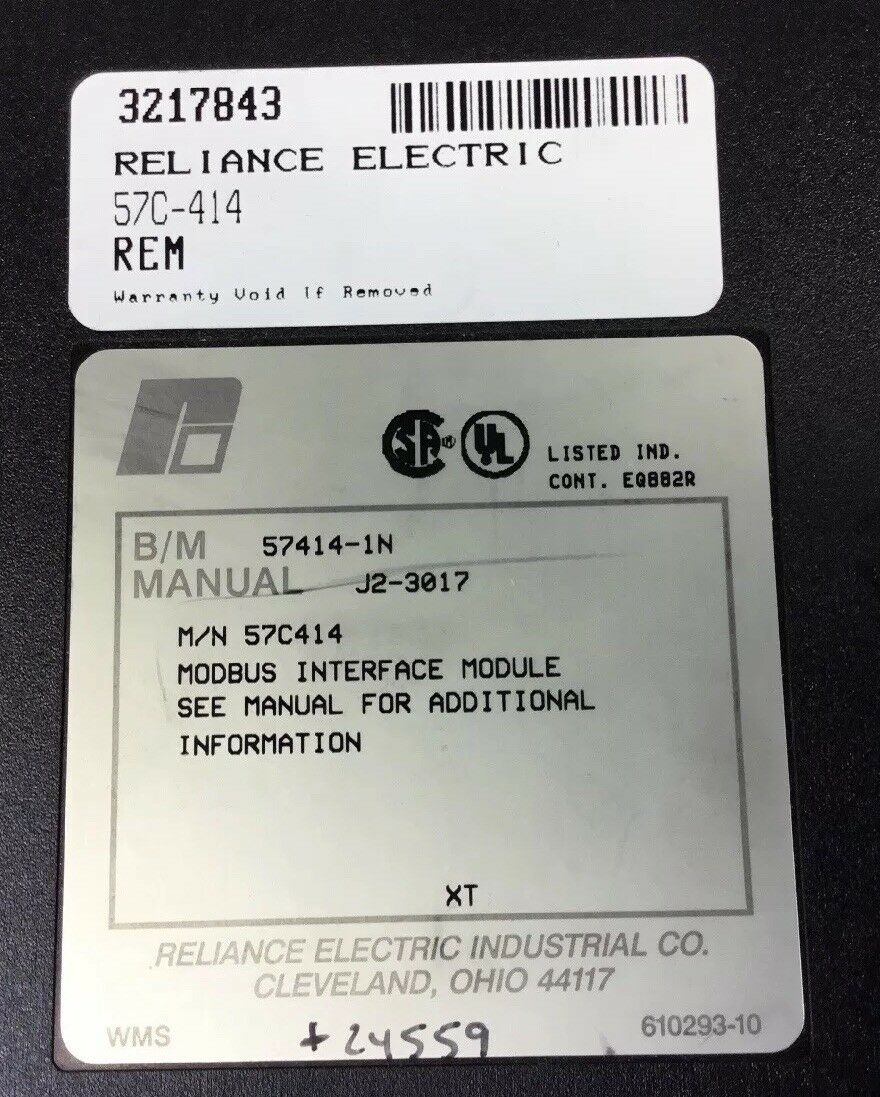 3217843
RELIANCE ELECTRIC
57C-414
REM
Warranty Void If Removed
SA
UL
LISTED IND.
CONT. EQ882R
B/M 57414-1N
MANUAL J2-3017
M/N 57C414
MODBUS INTERFACE MODULE
SEE MANUAL FOR ADDITIONAL
INFORMATION
XT
RELIANCE ELECTRIC INDUSTRIAL CO.
CLEVELAND, OHIO 44117
WMS 610293-10
+24559